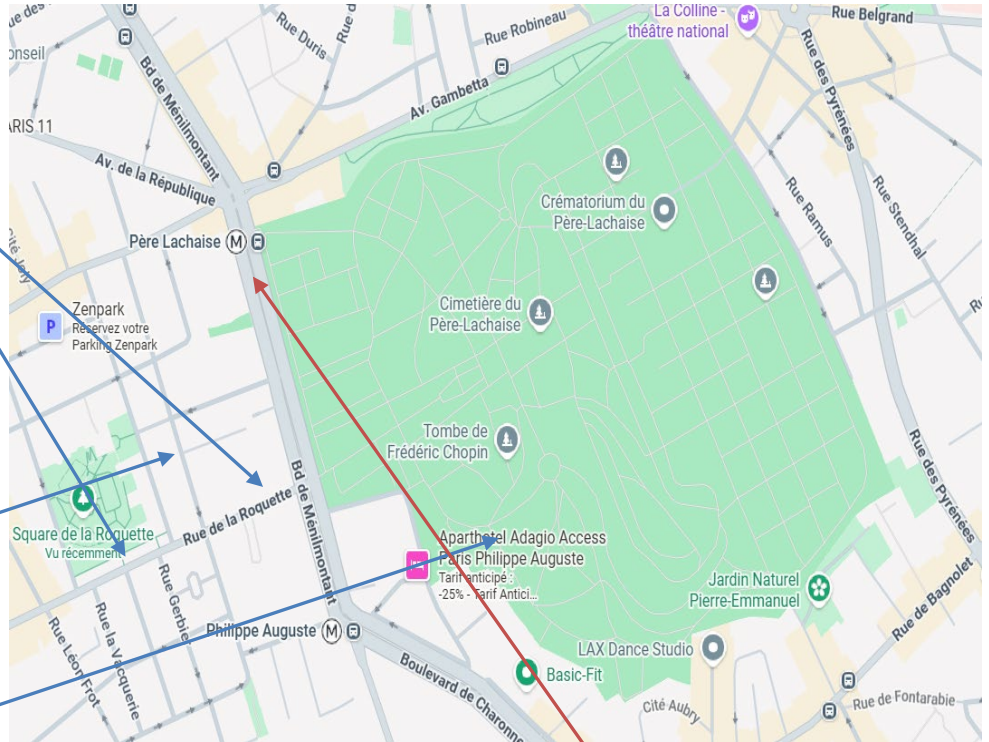 La Colline -
théâtre national
Rue Belgrand
Rue Duris
Rue Robineau
Bd de Ménilmontant
Av. Gambetta
Rue des Pyrénées
ARIS 11
Av. de la République
Crématorium du
Père-Lachaise
Rue Ramus
Rue Stendhal
Père Lachaise
M
Cimetière du
Père-Lachaise
P
Zenpark
Réservez votre
Parking Zenpark
Tombe de
Frédéric Chopin
Bd de Ménilmontant
Rue des Pyrénées
Rue de la Roquette
Square de la Roquette
Vu récemment
Aparthotel Adagio Access
Paris Philippe Auguste
Tarif anticipé :
-25% - Tarif Antici...
Jardin Naturel
Pierre-Emmanuel
Rue de Bagnolet
Rue Gerbier
Rue la Vacquerie
Rue Léon Frot
Philippe Auguste
M
LAX Dance Studio
Basic-Fit
Boulevard de Charonne
Cité Aubry
Rue de Fontarabie